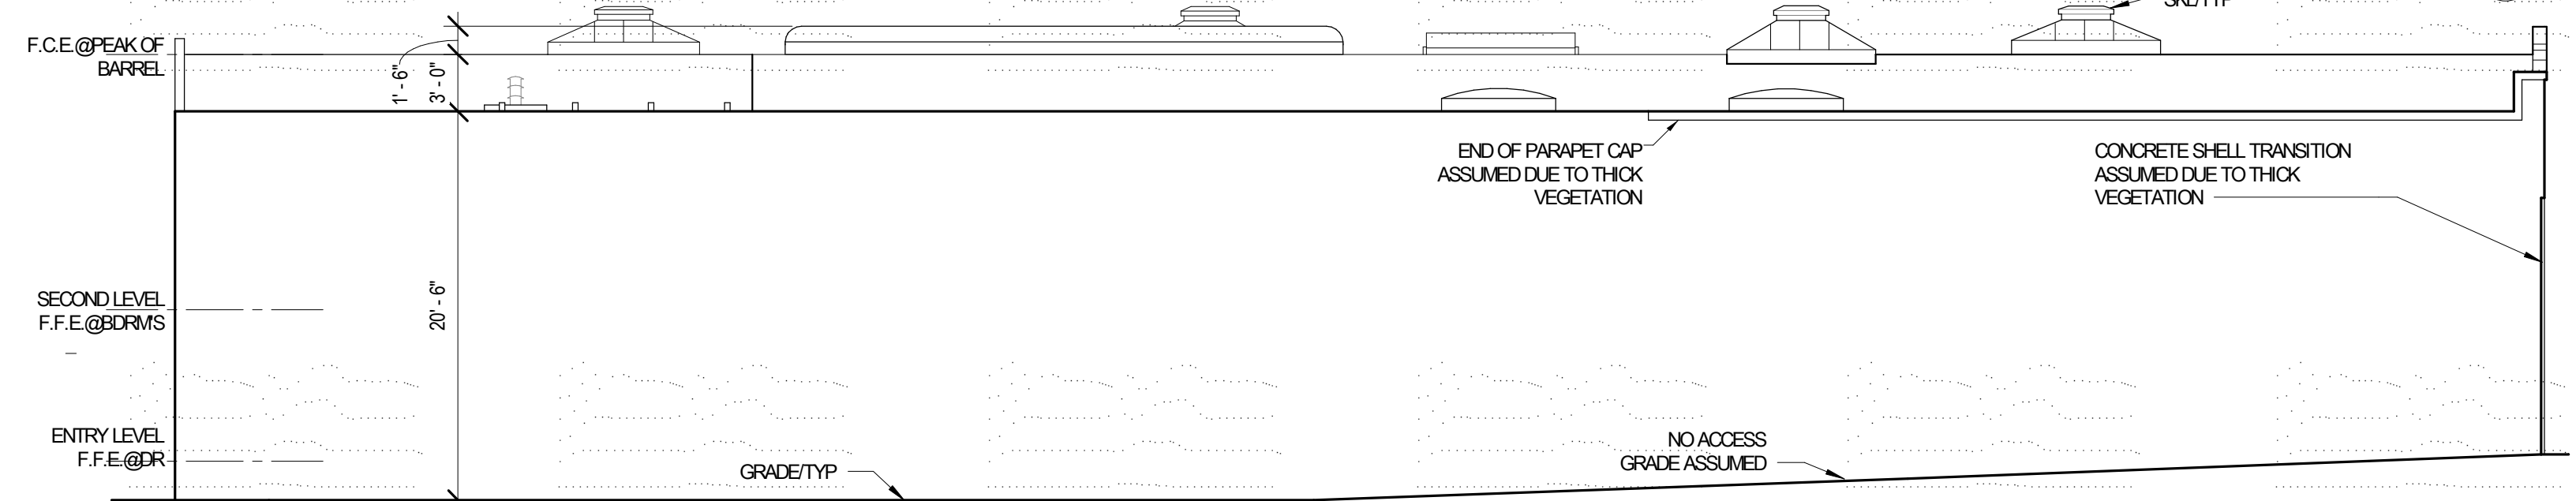 SKL/TYP
F.C.E.@PEAK OF
BARREL
1' - 6"
3' - 0"
END OF PARAPET CAP
ASSUMED DUE TO THICK
VEGETATION
CONCRETE SHELL TRANSITION
ASSUMED DUE TO THICK
VEGETATION
SECOND LEVEL
F.F.E.@BDRM'S
20' - 6"
ENTRY LEVEL
F.F.E.@DR
GRADE/TYP
NO ACCESS
GRADE ASSUMED